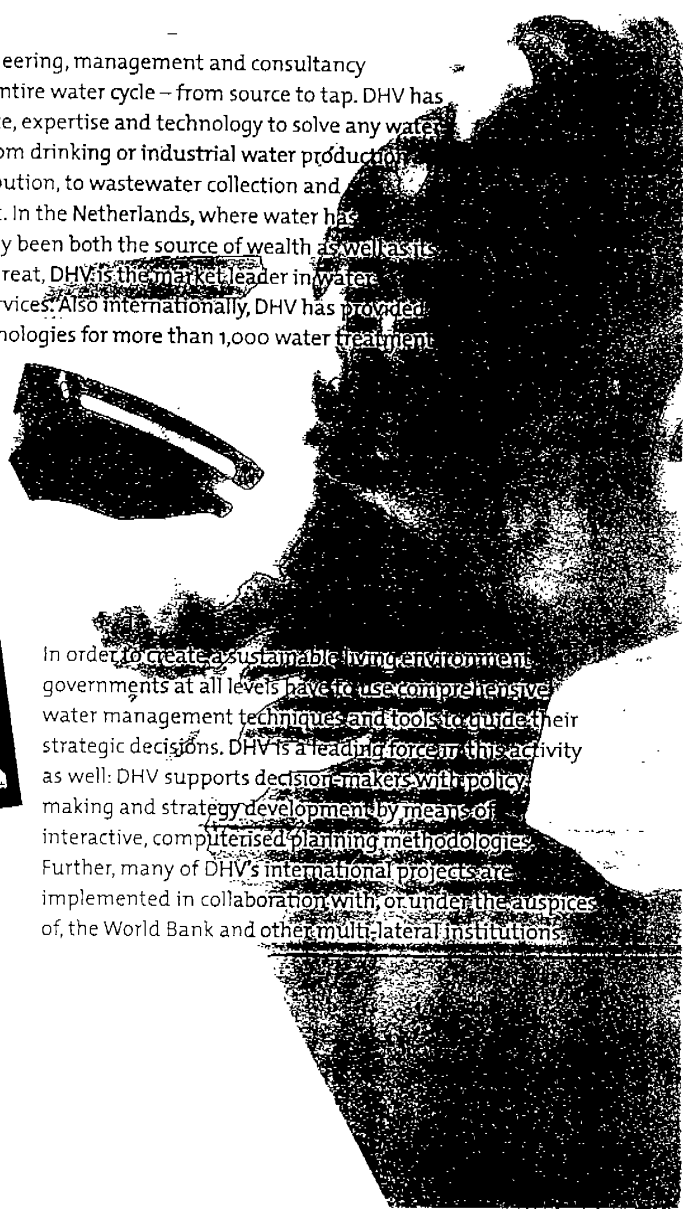 eering, management and consultancy
ntire water cycle – from source to tap. DHV has
e, expertise and technology to solve any water
om drinking or industrial water production
bution, to wastewater collection and
t. In the Netherlands, where water has
y been both the source of wealth as well as its
reat, DHV is the market leader in water
rvices. Also internationally, DHV has provided
nologies for more than 1,000 water treatment
In order to create a sustainable living environment
governments at all levels have to use comprehensive
water management techniques and tools to guide their
strategic decisions. DHV is a leading force in this activity
as well: DHV supports decision-makers with policy
making and strategy development by means of
interactive, computerised planning methodologies.
Further, many of DHV's international projects are
implemented in collaboration with, or under the auspices
of, the World Bank and other multi-lateral institutions